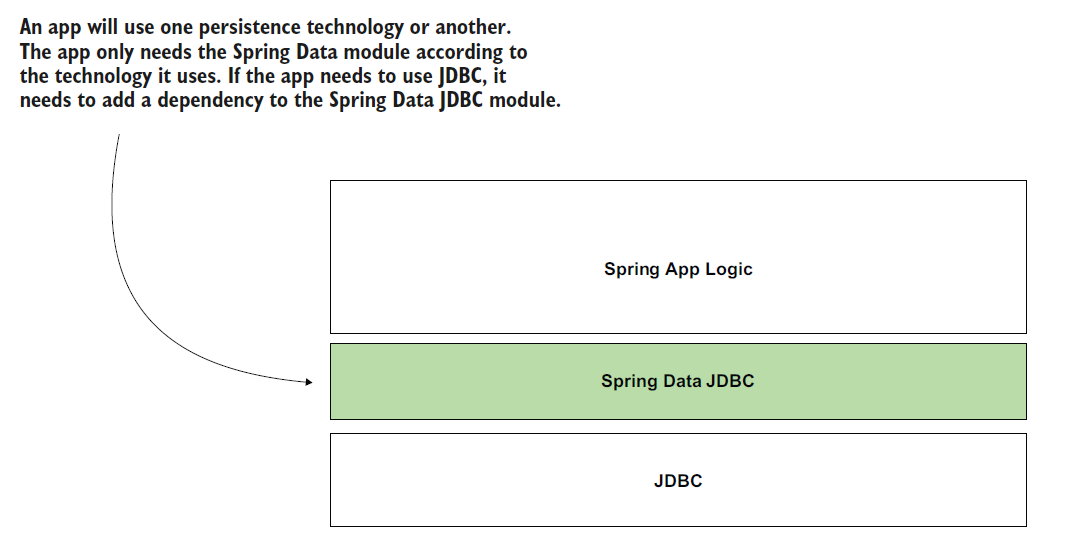 An app will use one persistence technology or another.
The app only needs the Spring Data module according to
the technology it uses. If the app needs to use JDBC, it
needs to add a dependency to the Spring Data JDBC module.
Spring App Logic
Spring Data JDBC
JDBC